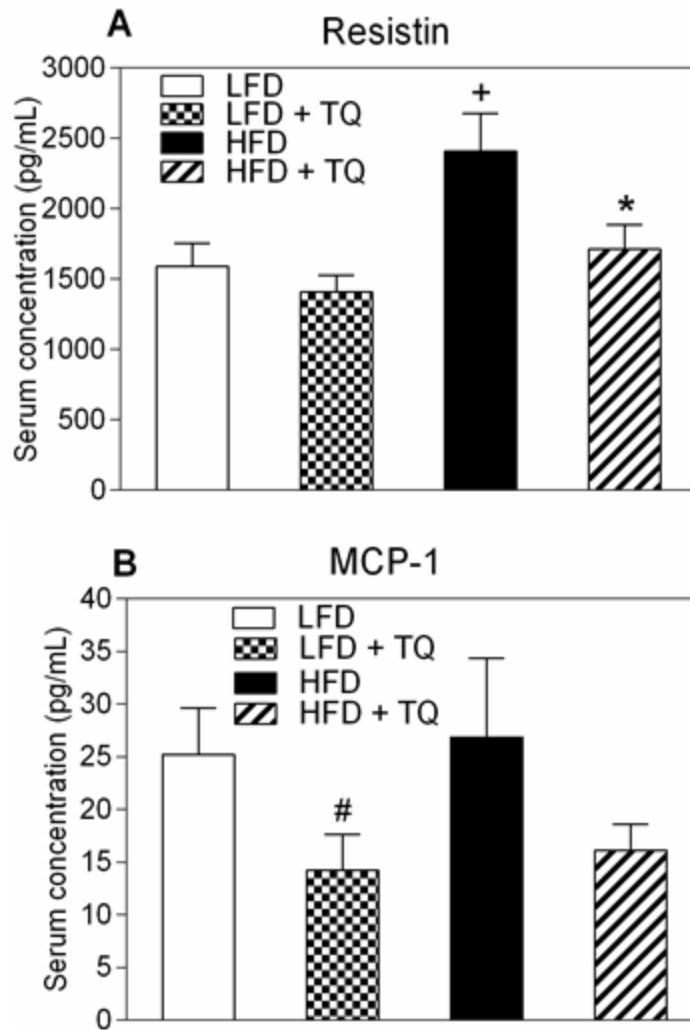 A
Resistin
Serum concentration (pg/mL)
3000
2500
2000
1500
1000
500
0
LFD
LFD + TQ
HFD
HFD + TQ
+
*
B
MCP-1
Serum concentration (pg/mL)
40
35
30
25
20
15
10
5
0
LFD
LFD + TQ
HFD
HFD + TQ
#